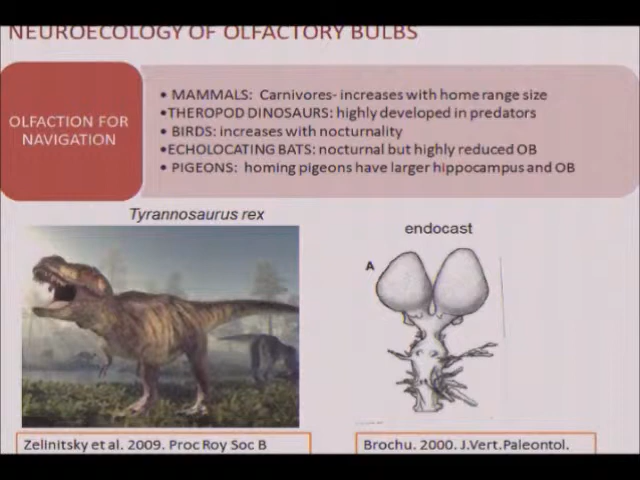 NEUROECOLOGY OF OLFACTORY BULBS
OLFACTION FOR
NAVIGATION
• MAMMALS: Carnivores- increases with home range size
•THEROPOD DINOSAURS: highly developed in predators
• BIRDS: increases with nocturnality
•ECHOLOCATING BATS: nocturnal but highly reduced OB
• PIGEONS: homing pigeons have larger hippocampus and OB
Tyrannosaurus rex
endocast
A
Zelinitsky et al. 2009. Proc Roy Soc B
Brochu. 2000. J.Vert.Paleontol.